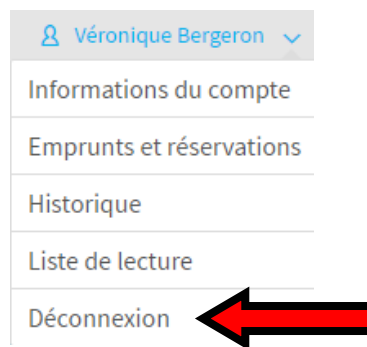 Véronique Bergeron
Informations du compte
Emprunts et réservations
Historique
Liste de lecture
Déconnexion